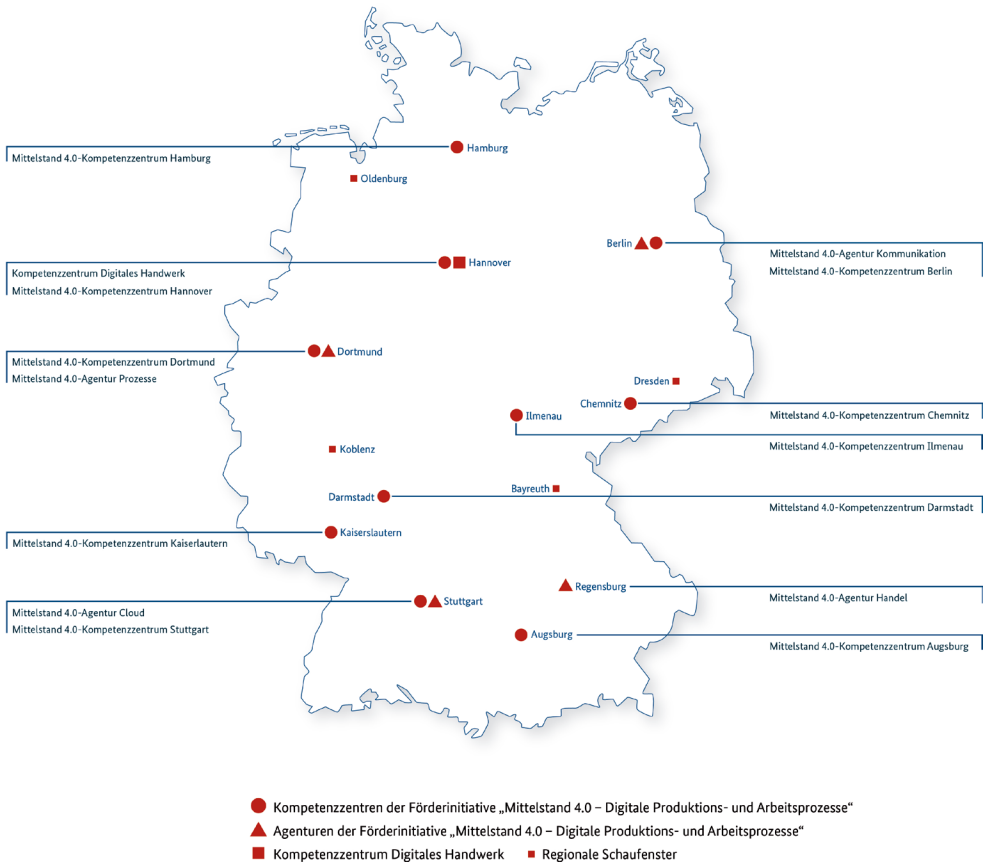 Hamburg
Mittelstand 4.0-Kompetenzzentrum Hamburg
Oldenburg
Berlin
Mittelstand 4.0-Agentur Kommunikation
Mittelstand 4.0-Kompetenzzentrum Berlin
Hannover
Kompetenzzentrum Digitales Handwerk
Mittelstand 4.0-Kompetenzzentrum Hannover
Dortmund
Mittelstand 4.0-Kompetenzzentrum Dortmund
Mittelstand 4.0-Agentur Prozesse
Dresden
Chemnitz
Mittelstand 4.0-Kompetenzzentrum Chemnitz
Ilmenau
Mittelstand 4.0-Kompetenzzentrum Ilmenau
Koblenz
Bayreuth
Darmstadt
Mittelstand 4.0-Kompetenzzentrum Darmstadt
Kaiserslautern
Mittelstand 4.0-Kompetenzzentrum Kaiserlautern
Regensburg
Mittelstand 4.0-Agentur Handel
Stuttgart
Mittelstand 4.0-Agentur Cloud
Mittelstand 4.0-Kompetenzzentrum Stuttgart
Augsburg
Mittelstand 4.0-Kompetenzzentrum Augsburg
Kompetenzzentren der Förderinitiative „Mittelstand 4.0 – Digitale Produktions- und Arbeitsprozesse“
Agenturen der Förderinitiative „Mittelstand 4.0 – Digitale Produktions- und Arbeitsprozesse“
Kompetenzzentrum Digitales Handwerk Regionale Schaufenster